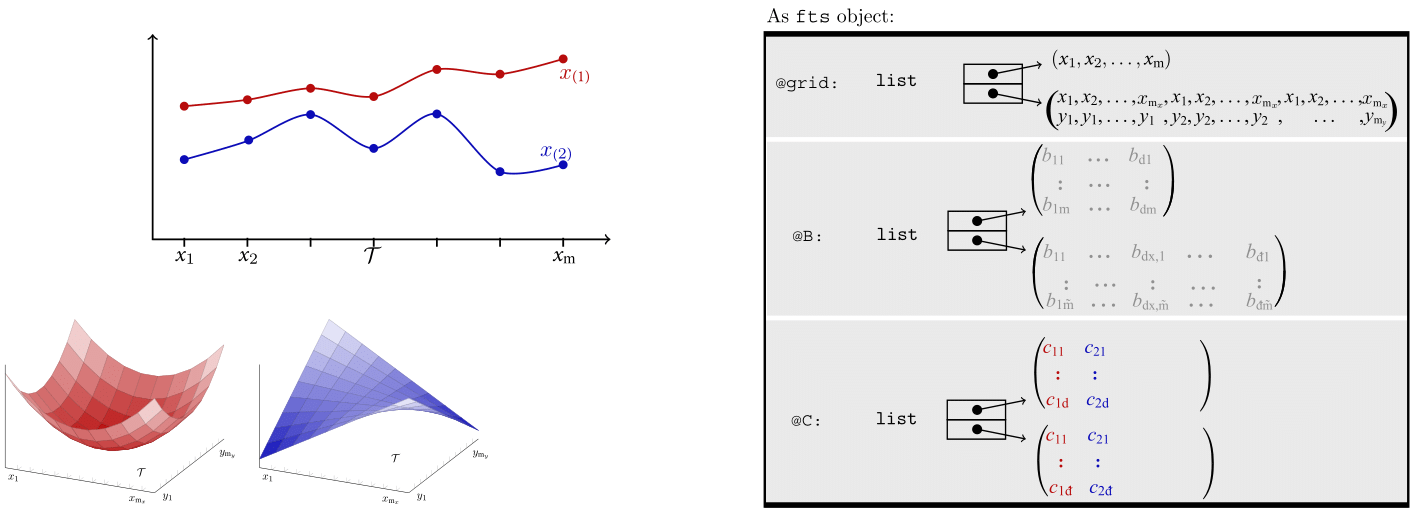 x(1)
x(2)
x1 x2 𝒯 xm
x1 𝒯 xmx y1 ymy
x1 𝒯 xmx y1 ymy
As fts object:
@grid: list
(x1, x2, . . . , xm)
(x1, x2, . . . , xmx, x1, x2, . . . , xmx, x1, x2, . . . , xmx
y1, y1, . . . , y1 , y2, y2, . . . , y2 , . . . , ymy)
@B: list
(b11 ... bd1
: ... :
b1m ... bdm)
(b11 ... bdx,1 ... bđ1
: ... : ... :
b1m̃ ... bdx,m̃ ... bđm̃)
@C: list
(c11 c21
: :
c1d c2d)
(c11 c21
: :
c1đ c2đ)